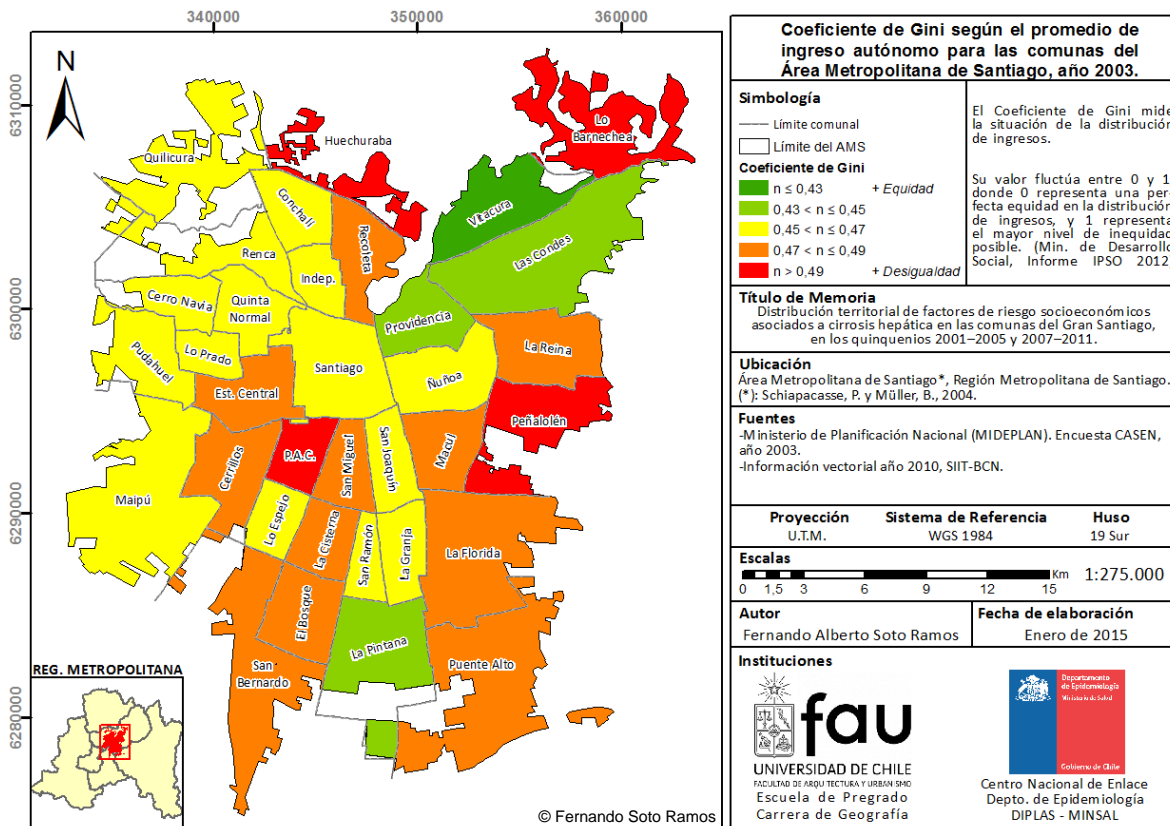 340000
350000
360000
6310000
6300000
6290000
6280000
N
Quilicura
Huechuraba
Lo
Barnechea
Conchalí
Recoleta
Vitacura
Las Condes
Renca
Indep.
Cerro Navia
Quinta
Normal
Providencia
Pudahuel
Lo Prado
Santiago
La Reina
Ñuñoa
Est. Central
Peñalolén
Cerrillos
P.A.C.
San Miguel
San Joaquín
Macul
Maipú
Lo Espejo
La Cisterna
San Ramón
La Granja
La Florida
El Bosque
La Pintana
San
Bernardo
Puente Alto
REG. METROPOLITANA
© Fernando Soto Ramos
Coeficiente de Gini según el promedio de
ingreso autónomo para las comunas del
Área Metropolitana de Santiago, año 2003.
Simbología
Límite comunal
Límite del AMS
Coeficiente de Gini
n ≤ 0,43 + Equidad
0,43 < n ≤ 0,45
0,45 < n ≤ 0,47
0,47 < n ≤ 0,49
n > 0,49 + Desigualdad
El Coeficiente de Gini mide
la situación de la distribución
de ingresos.
Su valor fluctúa entre 0 y 1,
donde 0 representa una per-
fecta equidad en la distribución
de ingresos, y 1 representa
el mayor nivel de inequidad
posible. (Min. de Desarrollo
Social, Informe IPSO 2012)
Título de Memoria
Distribución territorial de factores de riesgo socioeconómicos
asociados a cirrosis hepática en las comunas del Gran Santiago,
en los quinquenios 2001–2005 y 2007–2011.
Ubicación
Área Metropolitana de Santiago*, Región Metropolitana de Santiago.
(*): Schiapacasse, P. y Müller, B., 2004.
Fuentes
-Ministerio de Planificación Nacional (MIDEPLAN). Encuesta CASEN,
año 2003.
-Información vectorial año 2010, SIIT-BCN.
Proyección Sistema de Referencia Huso
U.T.M. WGS 1984 19 Sur
Escalas
0 1,5 3 6 9 12 15 Km 1:275.000
Autor
Fernando Alberto Soto Ramos
Fecha de elaboración
Enero de 2015
Instituciones
fau
UNIVERSIDAD DE CHILE
FACULTAD DE ARQUITECTURA Y URBANISMO
Escuela de Pregrado
Carrera de Geografía
Departamento
de Epidemiología
Ministerio de Salud
Gobierno de Chile
Centro Nacional de Enlace
Depto. de Epidemiología
DIPLAS - MINSAL